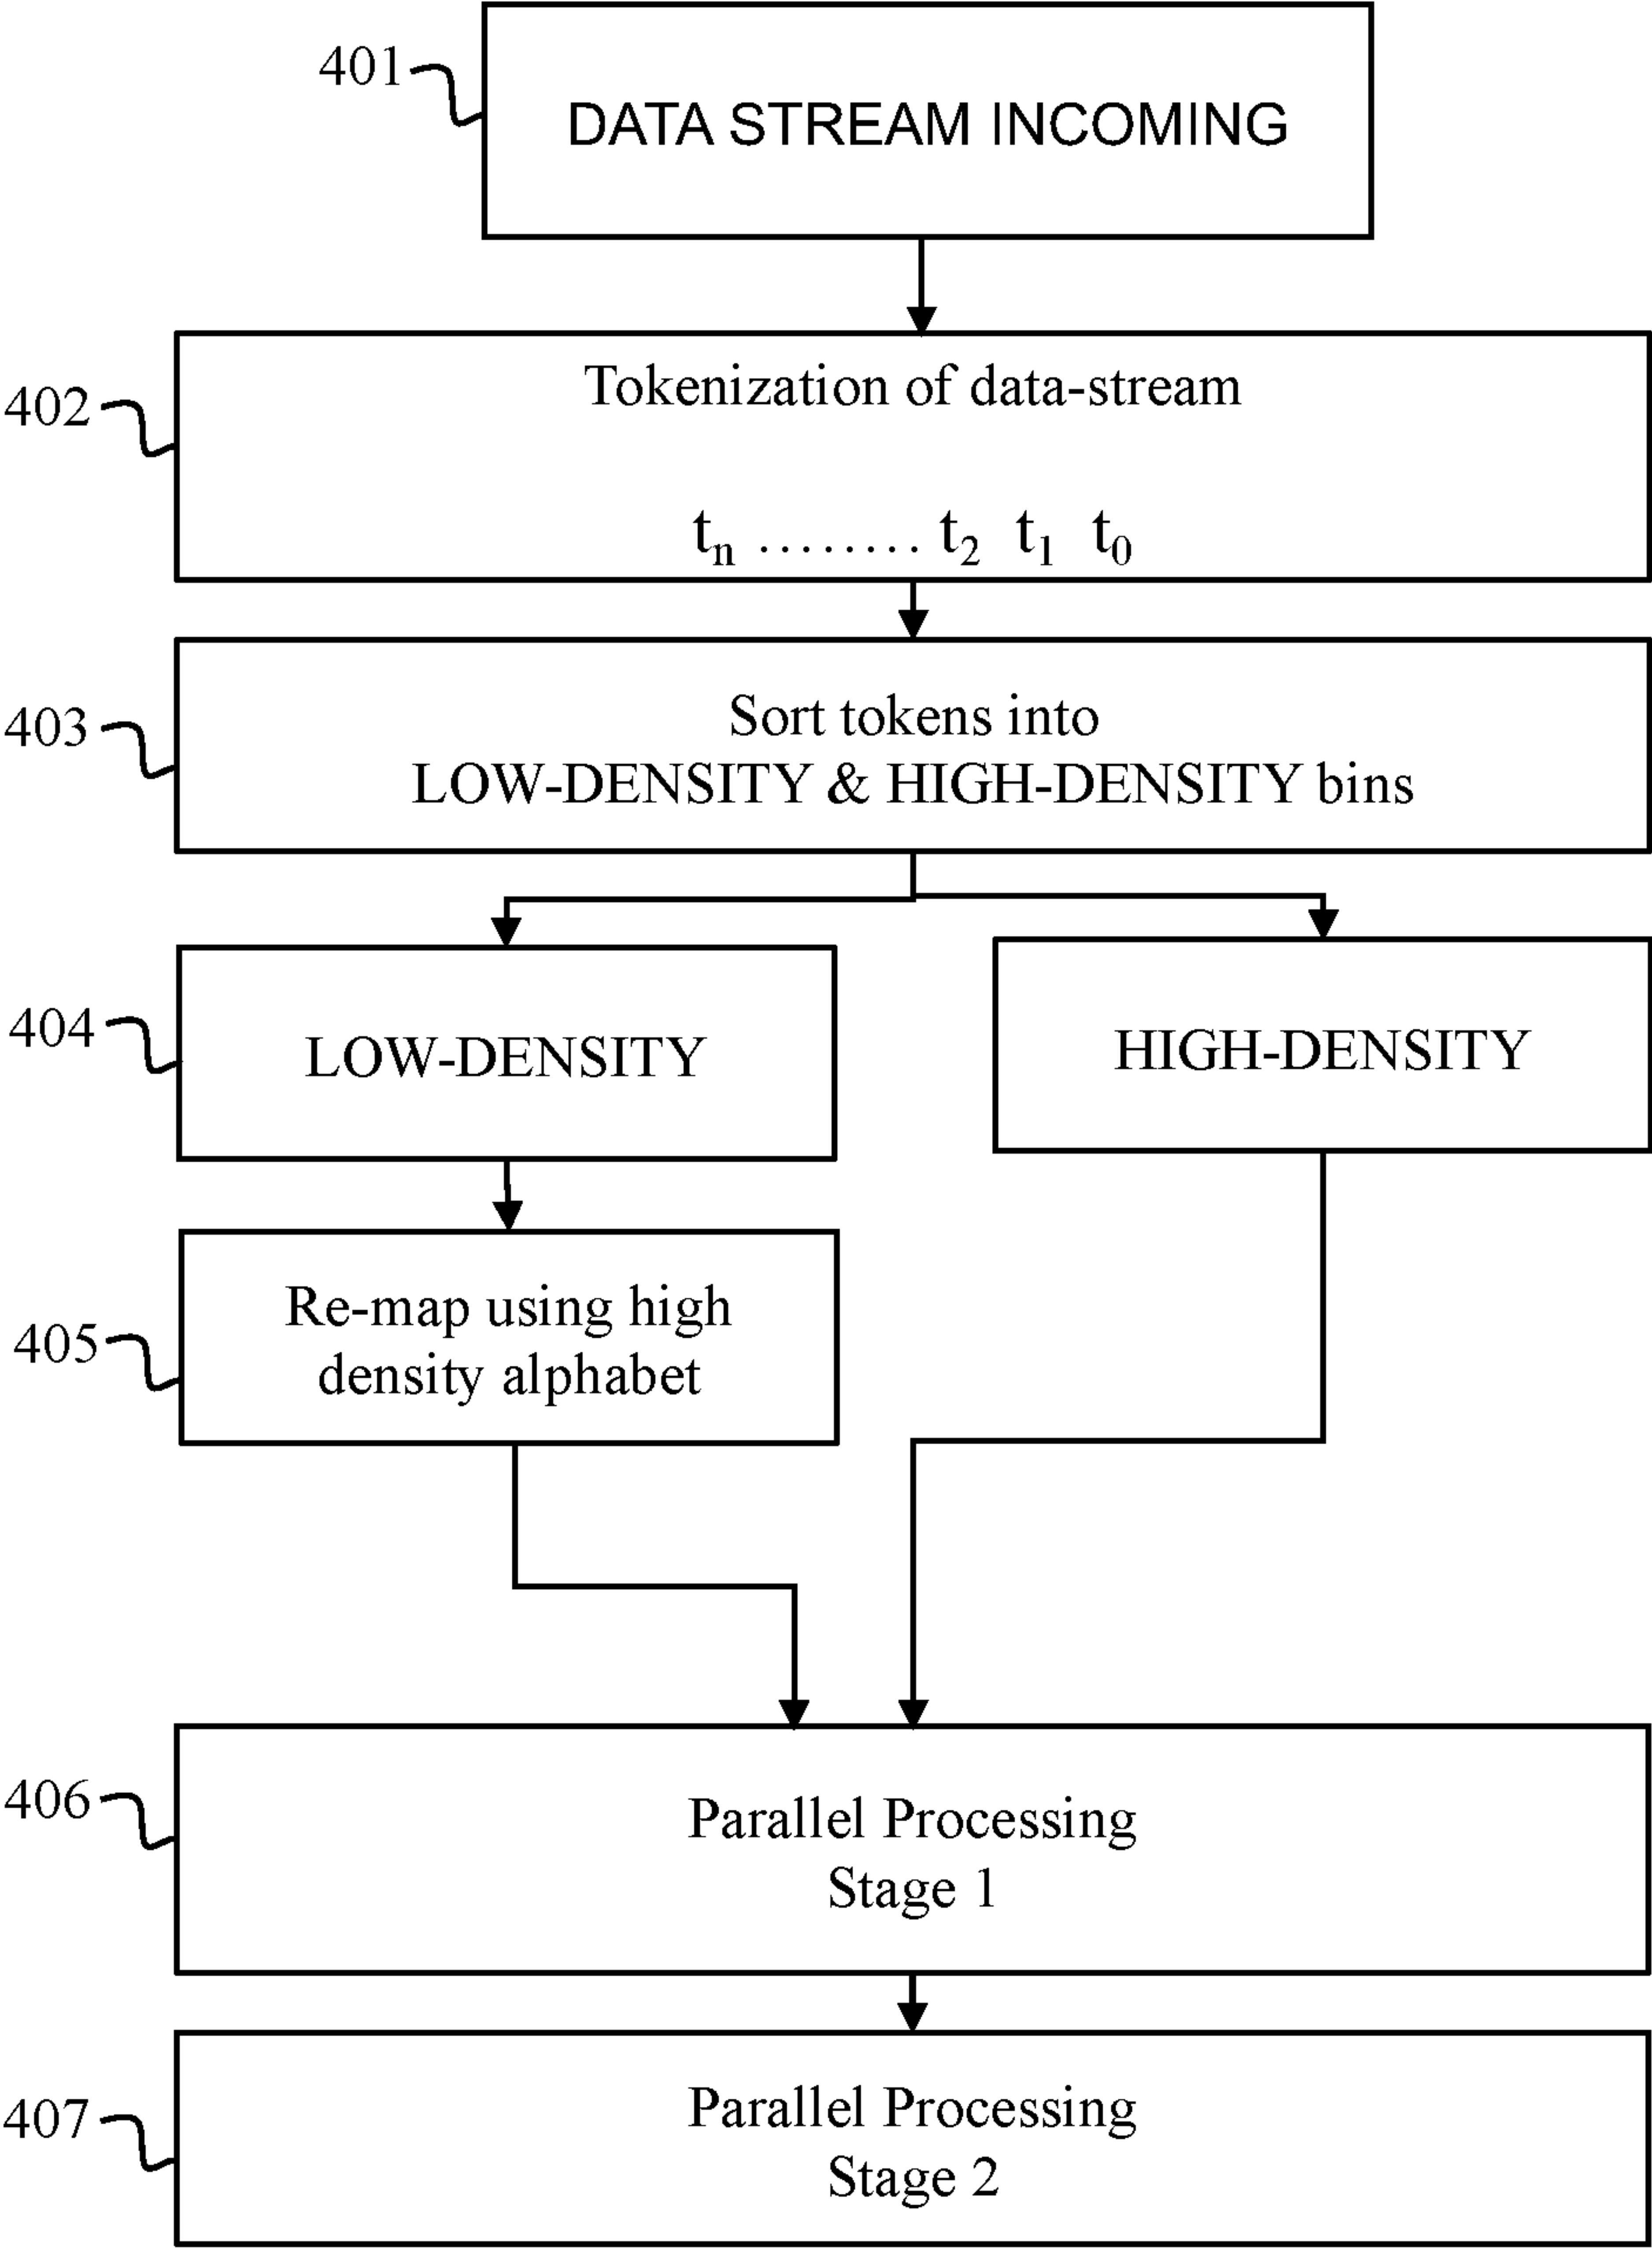 401
DATA STREAM INCOMING
402
Tokenization of data-stream
tn ........ t2 t1 t0
403
Sort tokens into
LOW-DENSITY & HIGH-DENSITY bins
404
LOW-DENSITY
HIGH-DENSITY
405
Re-map using high
density alphabet
406
Parallel Processing
Stage 1
407
Parallel Processing
Stage 2